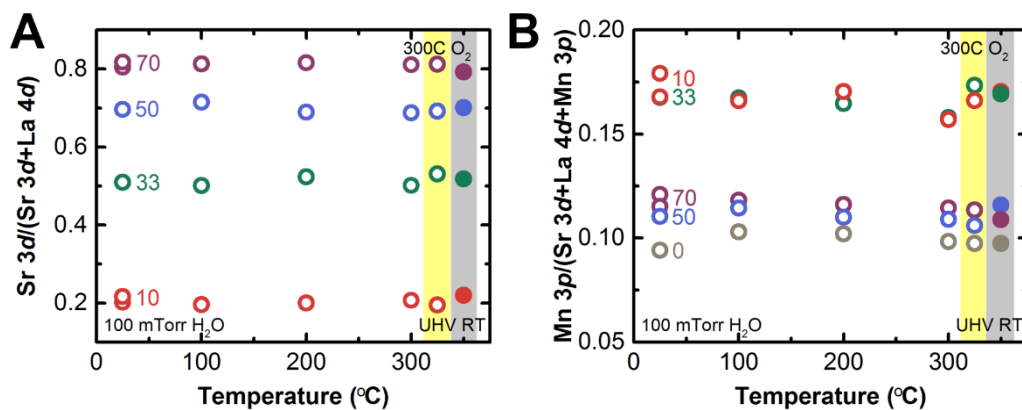 A
300C O₂
Sr 3d/(Sr 3d+La 4d)
0.8
0.6
0.4
0.2
70
50
33
10
100 mTorr H₂O
UHV RT
0
100
200
300
Temperature (°C)
B
300C O₂
Mn 3p/(Sr 3d+La 4d+Mn 3p)
0.20
0.15
0.10
0.05
10
33
70
50
0
100 mTorr H₂O
UHV RT
0
100
200
300
Temperature (°C)